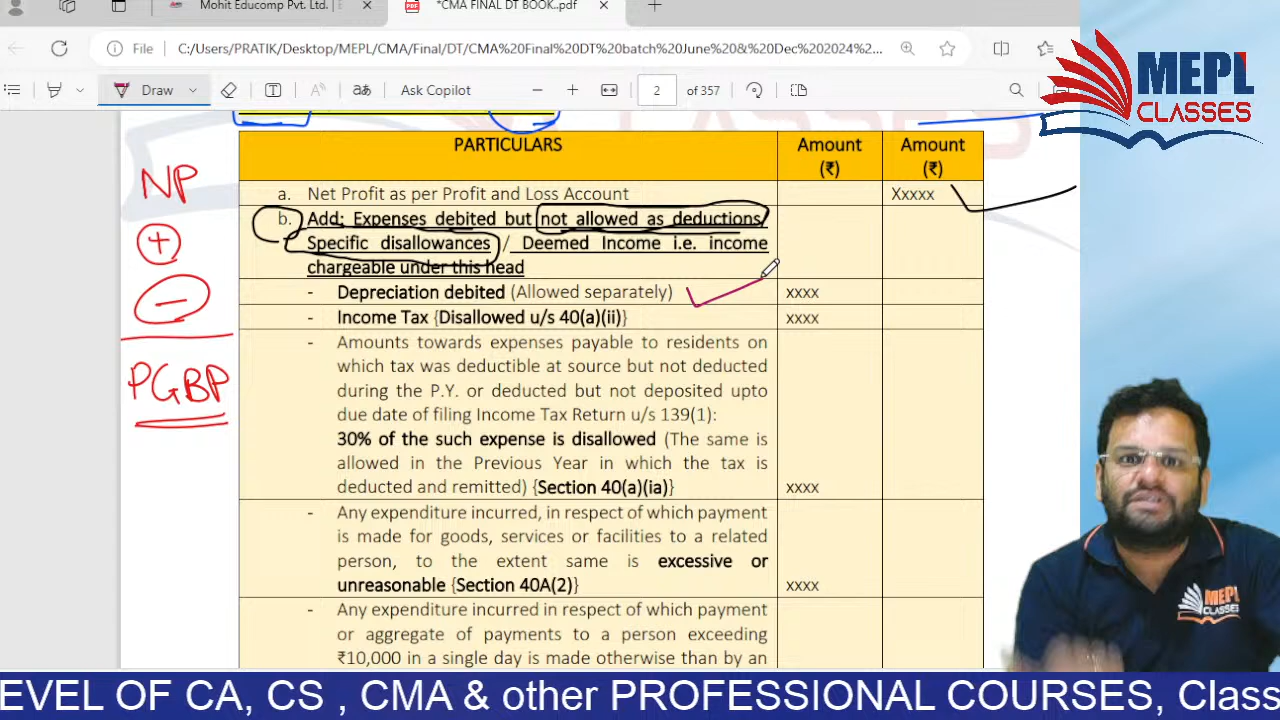 Mohit Educomp Pvt. Ltd. | E
*CMA FINAL DT BOOK..pdf
File
C:/Users/PRATIK/Desktop/MEPL/CMA/Final/DT/CMA%20Final%20DT%20batch%20June%20&%20Dec%202024%2...
Draw
Ask Copilot
2 of 357
MEPL
CLASSES
PARTICULARS
Amount
(₹)
Amount
(₹)
a. Net Profit as per Profit and Loss Account
Xxxxx
b. Add; Expenses debited but not allowed as deductions/
Specific disallowances / Deemed Income i.e. income
chargeable under this head
- Depreciation debited (Allowed separately)
xxxx
- Income Tax {Disallowed u/s 40(a)(ii)}
xxxx
- Amounts towards expenses payable to residents on
which tax was deductible at source but not deducted
during the P.Y. or deducted but not deposited upto
due date of filing Income Tax Return u/s 139(1):
30% of the such expense is disallowed (The same is
allowed in the Previous Year in which the tax is
deducted and remitted) {Section 40(a)(ia)}
xxxx
- Any expenditure incurred, in respect of which payment
is made for goods, services or facilities to a related
person, to the extent same is excessive or
unreasonable {Section 40A(2)}
xxxx
- Any expenditure incurred in respect of which payment
or aggregate of payments to a person exceeding
₹10,000 in a single day is made otherwise than by an
NP
+
−
PGBP
MEPL
CLASSES
EVEL OF CA, CS , CMA & other PROFESSIONAL COURSES, Class